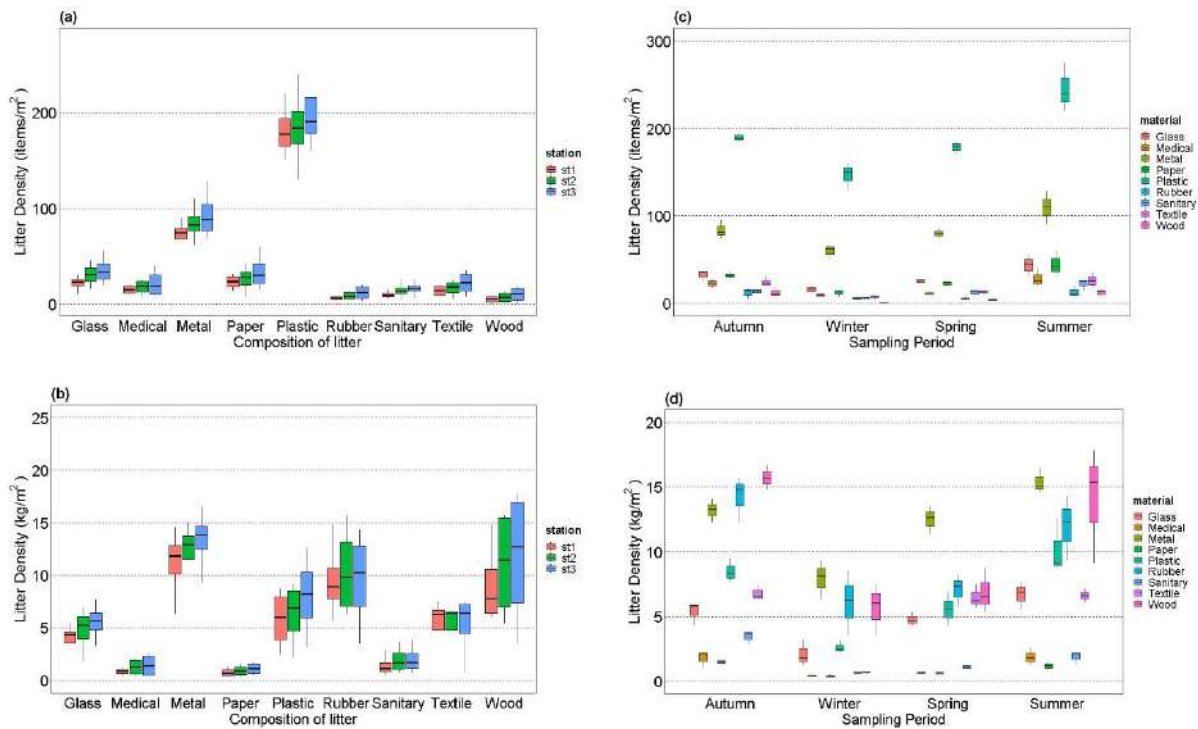 (a)
Litter Density (items/m²)
200
100
0
Glass Medical Metal Paper Plastic Rubber Sanitary Textile Wood
Composition of litter
station
st1
st2
st3
(c)
Litter Density (items/m²)
300
200
100
0
Autumn Winter Spring Summer
Sampling Period
material
Glass
Medical
Metal
Paper
Plastic
Rubber
Sanitary
Textile
Wood
(b)
Litter Density (kg/m²)
25
20
15
10
5
0
Glass Medical Metal Paper Plastic Rubber Sanitary Textile Wood
Composition of litter
station
st1
st2
st3
(d)
Litter Density (kg/m²)
20
15
10
5
0
Autumn Winter Spring Summer
Sampling Period
material
Glass
Medical
Metal
Paper
Plastic
Rubber
Sanitary
Textile
Wood